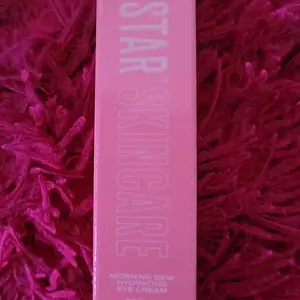 STAR SKINCARE
MORNING DEW
HYDRATING
EYE CREAM